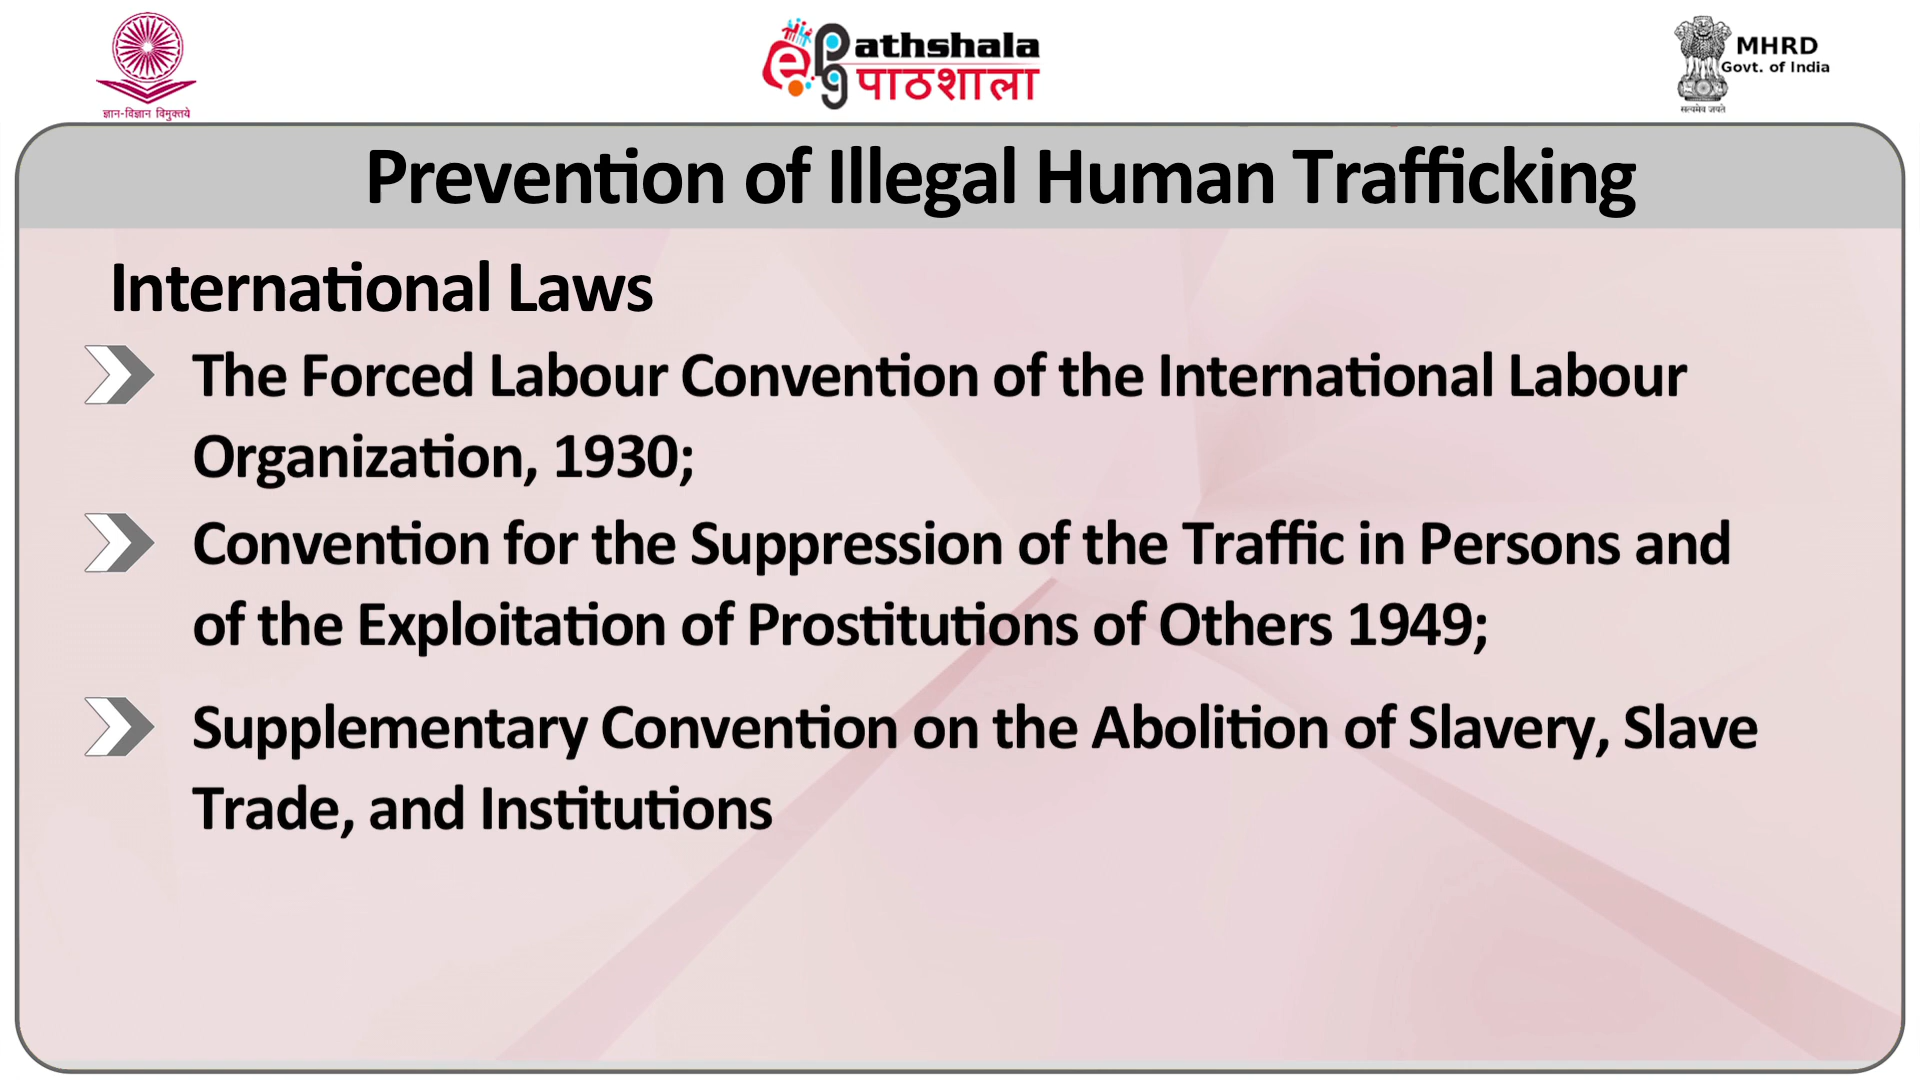 ज्ञान-विज्ञान विमुक्तये
ePathshala
पाठशाला
MHRD
Govt. of India
सत्यमेव जयते
Prevention of Illegal Human Trafficking
International Laws
The Forced Labour Convention of the International Labour
Organization, 1930;
Convention for the Suppression of the Traffic in Persons and
of the Exploitation of Prostitutions of Others 1949;
Supplementary Convention on the Abolition of Slavery, Slave
Trade, and Institutions